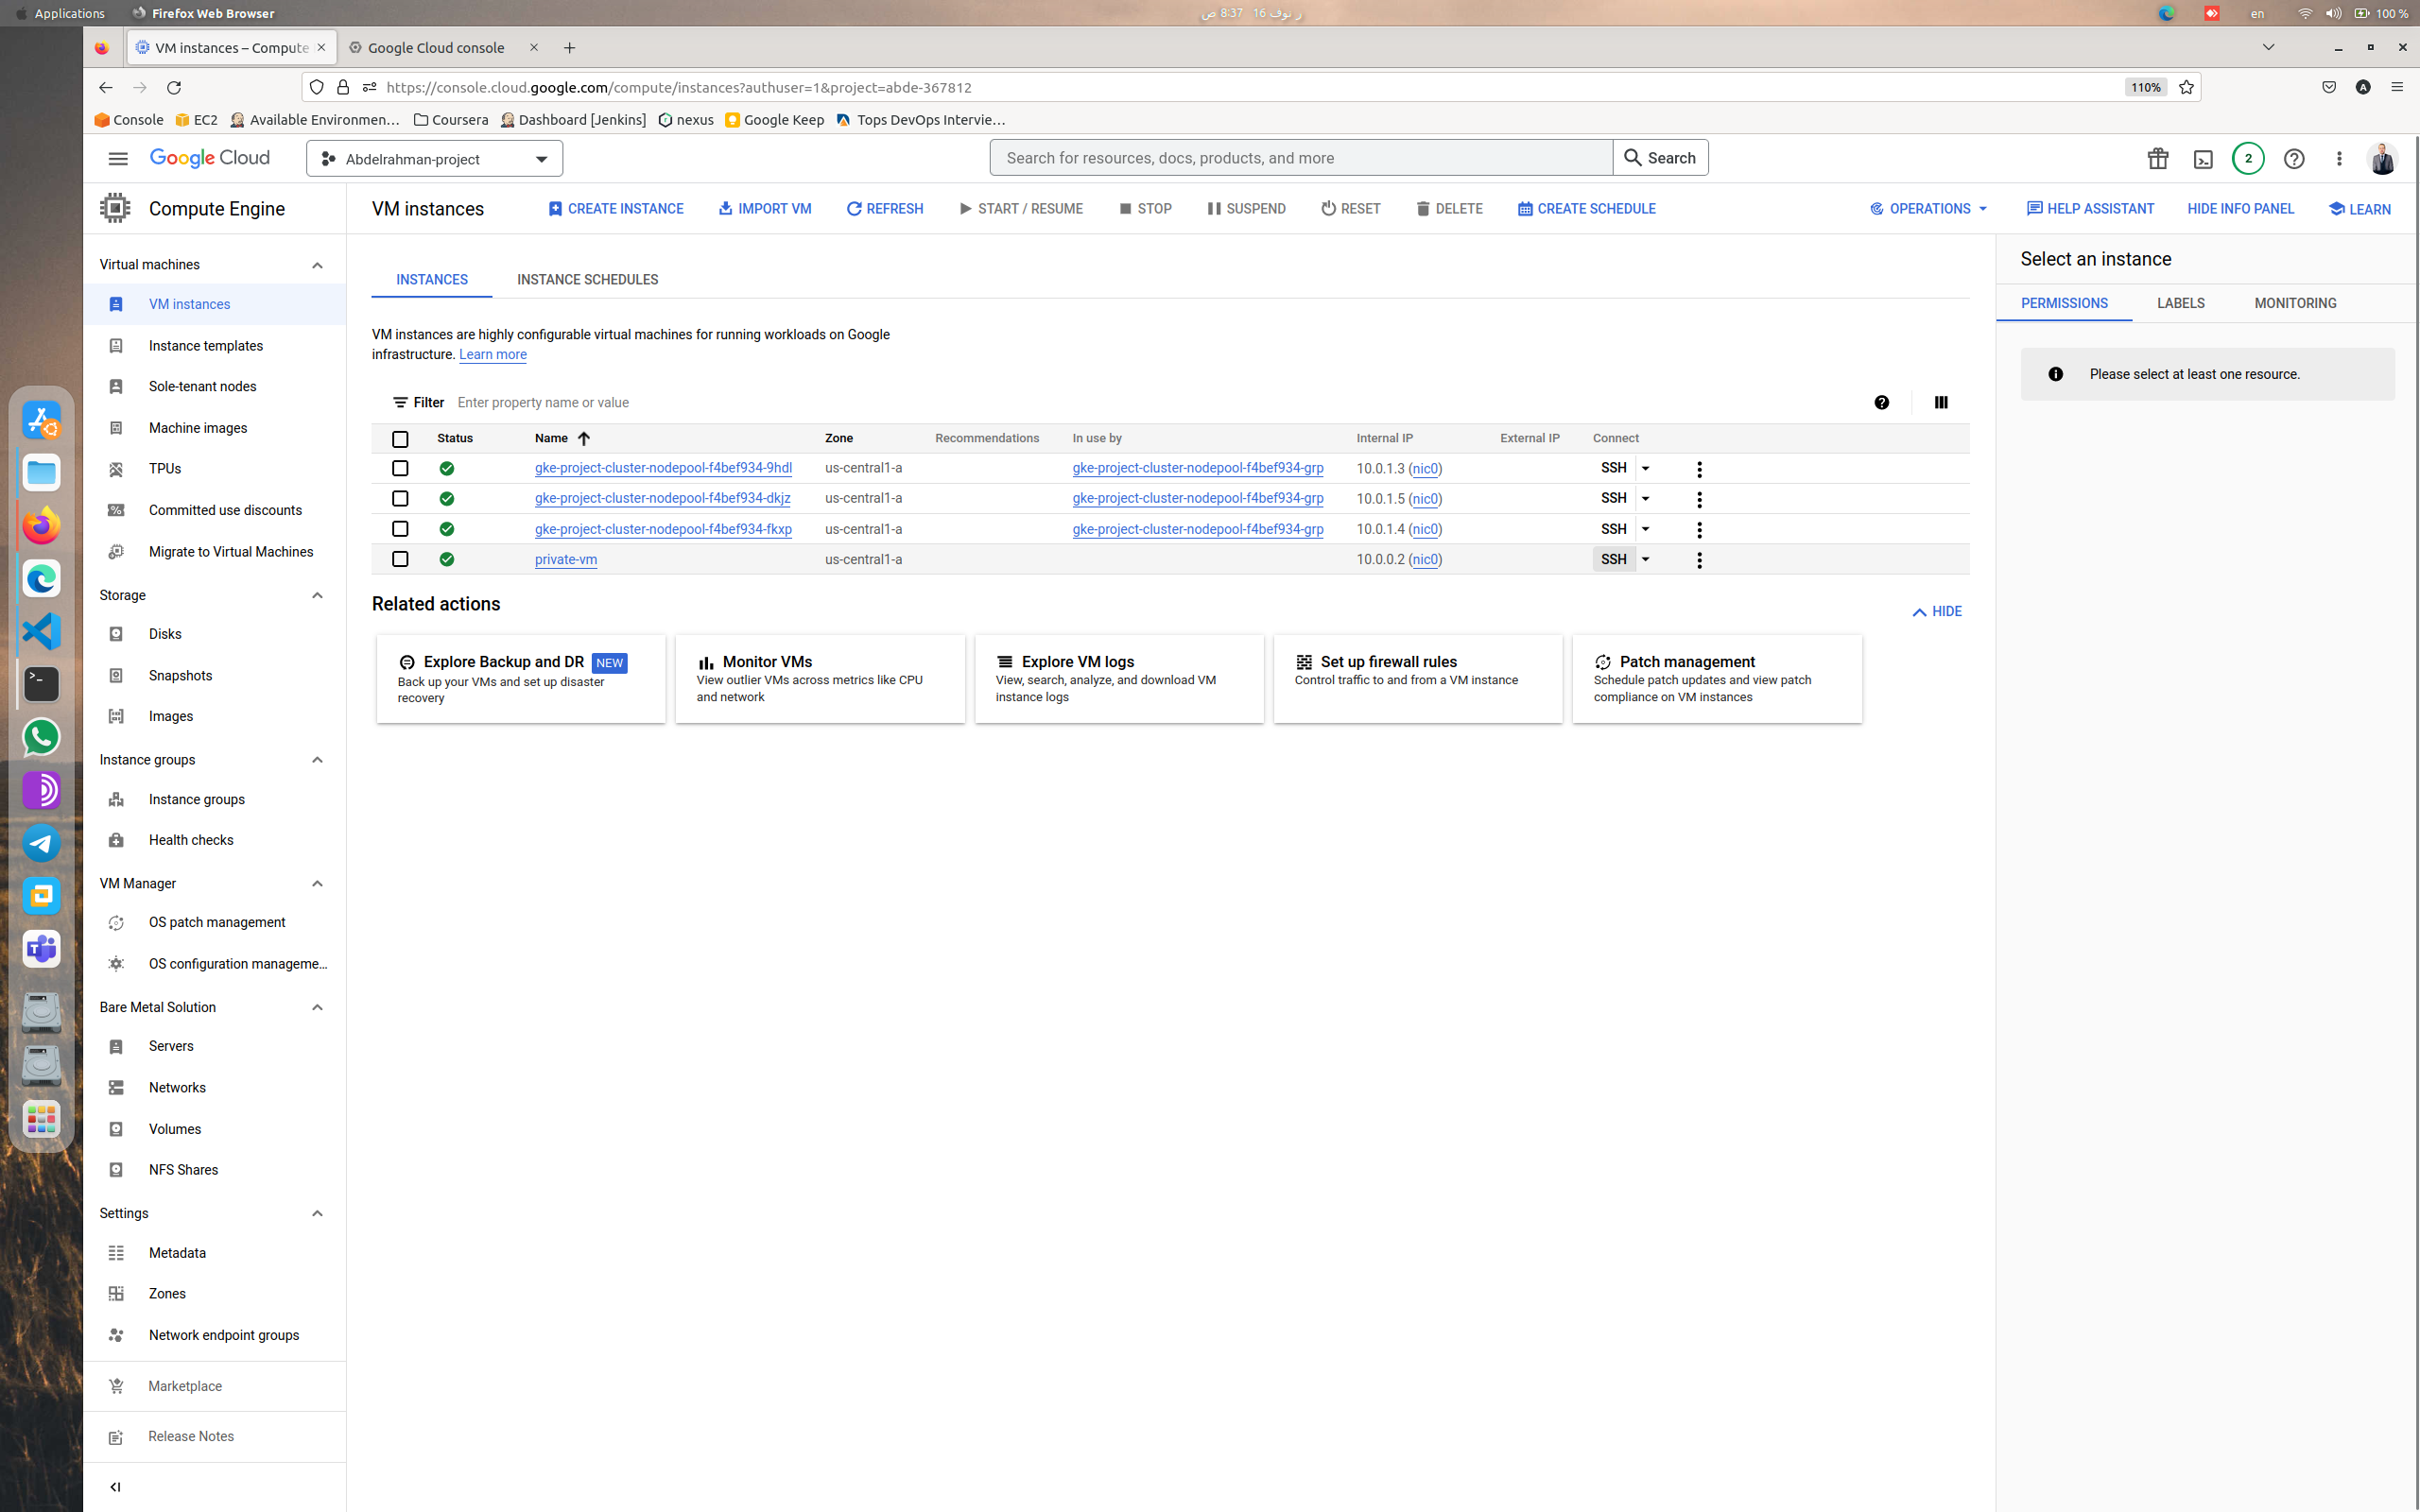 Applications
Firefox Web Browser
ر نوف 16   8:37 ص
en
100 %
VM instances – Compute
Google Cloud console
https://console.cloud.google.com/compute/instances?authuser=1&project=abde-367812
110%
Console
EC2
Available Environmen…
Coursera
Dashboard [Jenkins]
nexus
Google Keep
Tops DevOps Intervie…
Google Cloud
Abdelrahman-project
Search for resources, docs, products, and more
Search
2
Compute Engine
VM instances
CREATE INSTANCE
IMPORT VM
REFRESH
START / RESUME
STOP
SUSPEND
RESET
DELETE
CREATE SCHEDULE
OPERATIONS
HELP ASSISTANT
HIDE INFO PANEL
LEARN
Virtual machines
VM instances
Instance templates
Sole-tenant nodes
Machine images
TPUs
Committed use discounts
Migrate to Virtual Machines
Storage
Disks
Snapshots
Images
Instance groups
Instance groups
Health checks
VM Manager
OS patch management
OS configuration manageme…
Bare Metal Solution
Servers
Networks
Volumes
NFS Shares
Settings
Metadata
Zones
Network endpoint groups
Marketplace
Release Notes
INSTANCES
INSTANCE SCHEDULES
VM instances are highly configurable virtual machines for running workloads on Google
infrastructure. Learn more
Filter Enter property name or value
Status Name Zone Recommendations In use by Internal IP External IP Connect
gke-project-cluster-nodepool-f4bef934-9hdl us-central1-a gke-project-cluster-nodepool-f4bef934-grp 10.0.1.3 (nic0) SSH
gke-project-cluster-nodepool-f4bef934-dkjz us-central1-a gke-project-cluster-nodepool-f4bef934-grp 10.0.1.5 (nic0) SSH
gke-project-cluster-nodepool-f4bef934-fkxp us-central1-a gke-project-cluster-nodepool-f4bef934-grp 10.0.1.4 (nic0) SSH
private-vm us-central1-a 10.0.0.2 (nic0) SSH
Related actions
HIDE
Explore Backup and DR NEW
Back up your VMs and set up disaster
recovery
Monitor VMs
View outlier VMs across metrics like CPU
and network
Explore VM logs
View, search, analyze, and download VM
instance logs
Set up firewall rules
Control traffic to and from a VM instance
Patch management
Schedule patch updates and view patch
compliance on VM instances
Select an instance
PERMISSIONS
LABELS
MONITORING
Please select at least one resource.